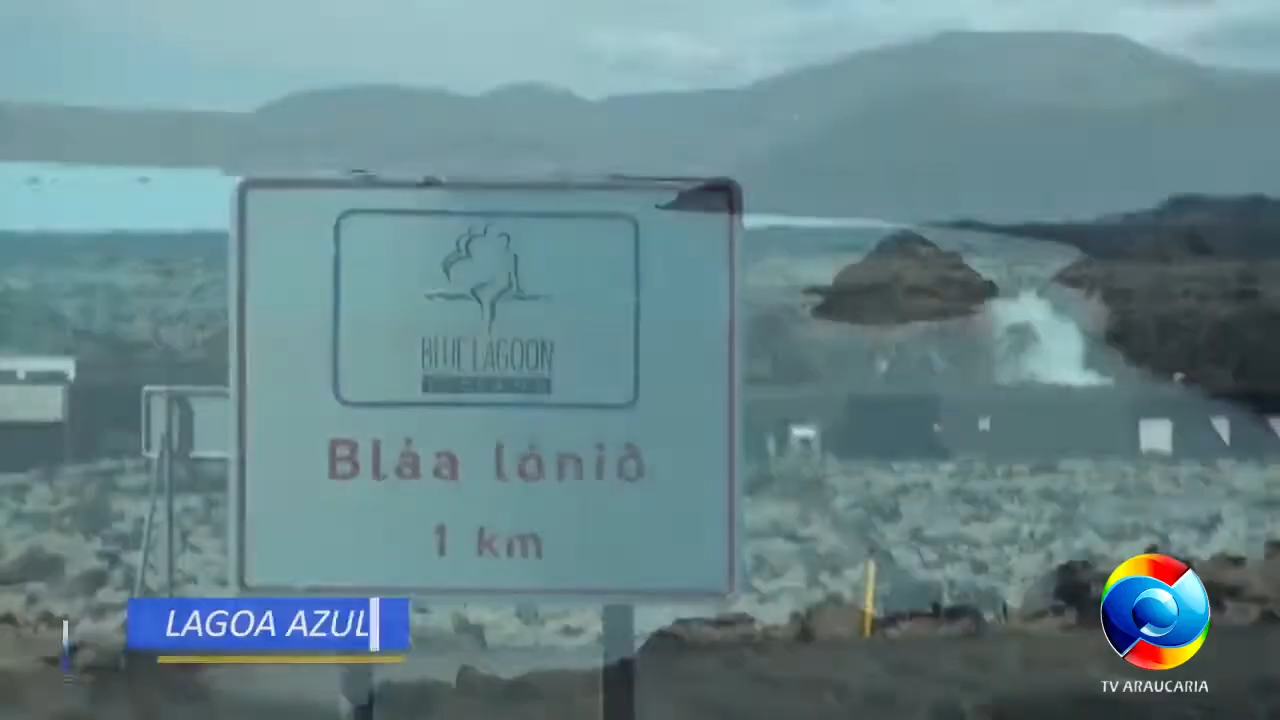 BLUE LAGOON
Bláa lónið
1 km
LAGOA AZUL
TV ARAUCARIA